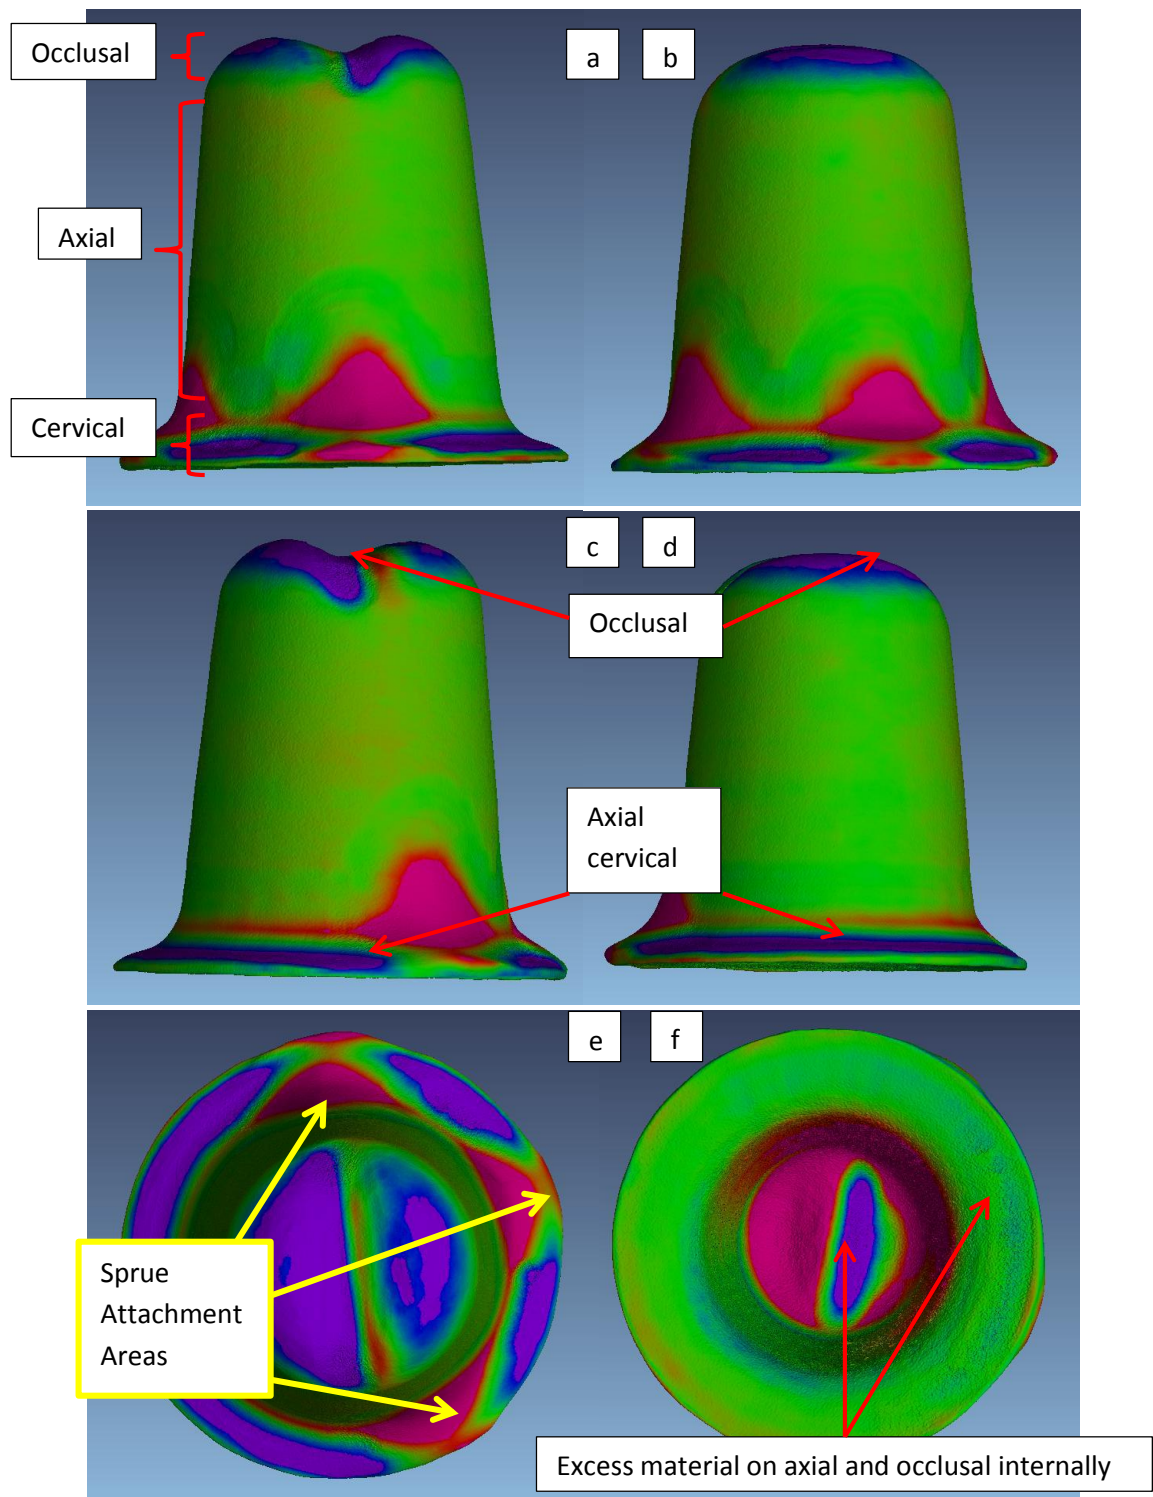 Occlusal
a
b
Axial
Cervical
c
d
Occlusal
Axial
cervical
e
f
Sprue
Attachment
Areas
Excess material on axial and occlusal internally